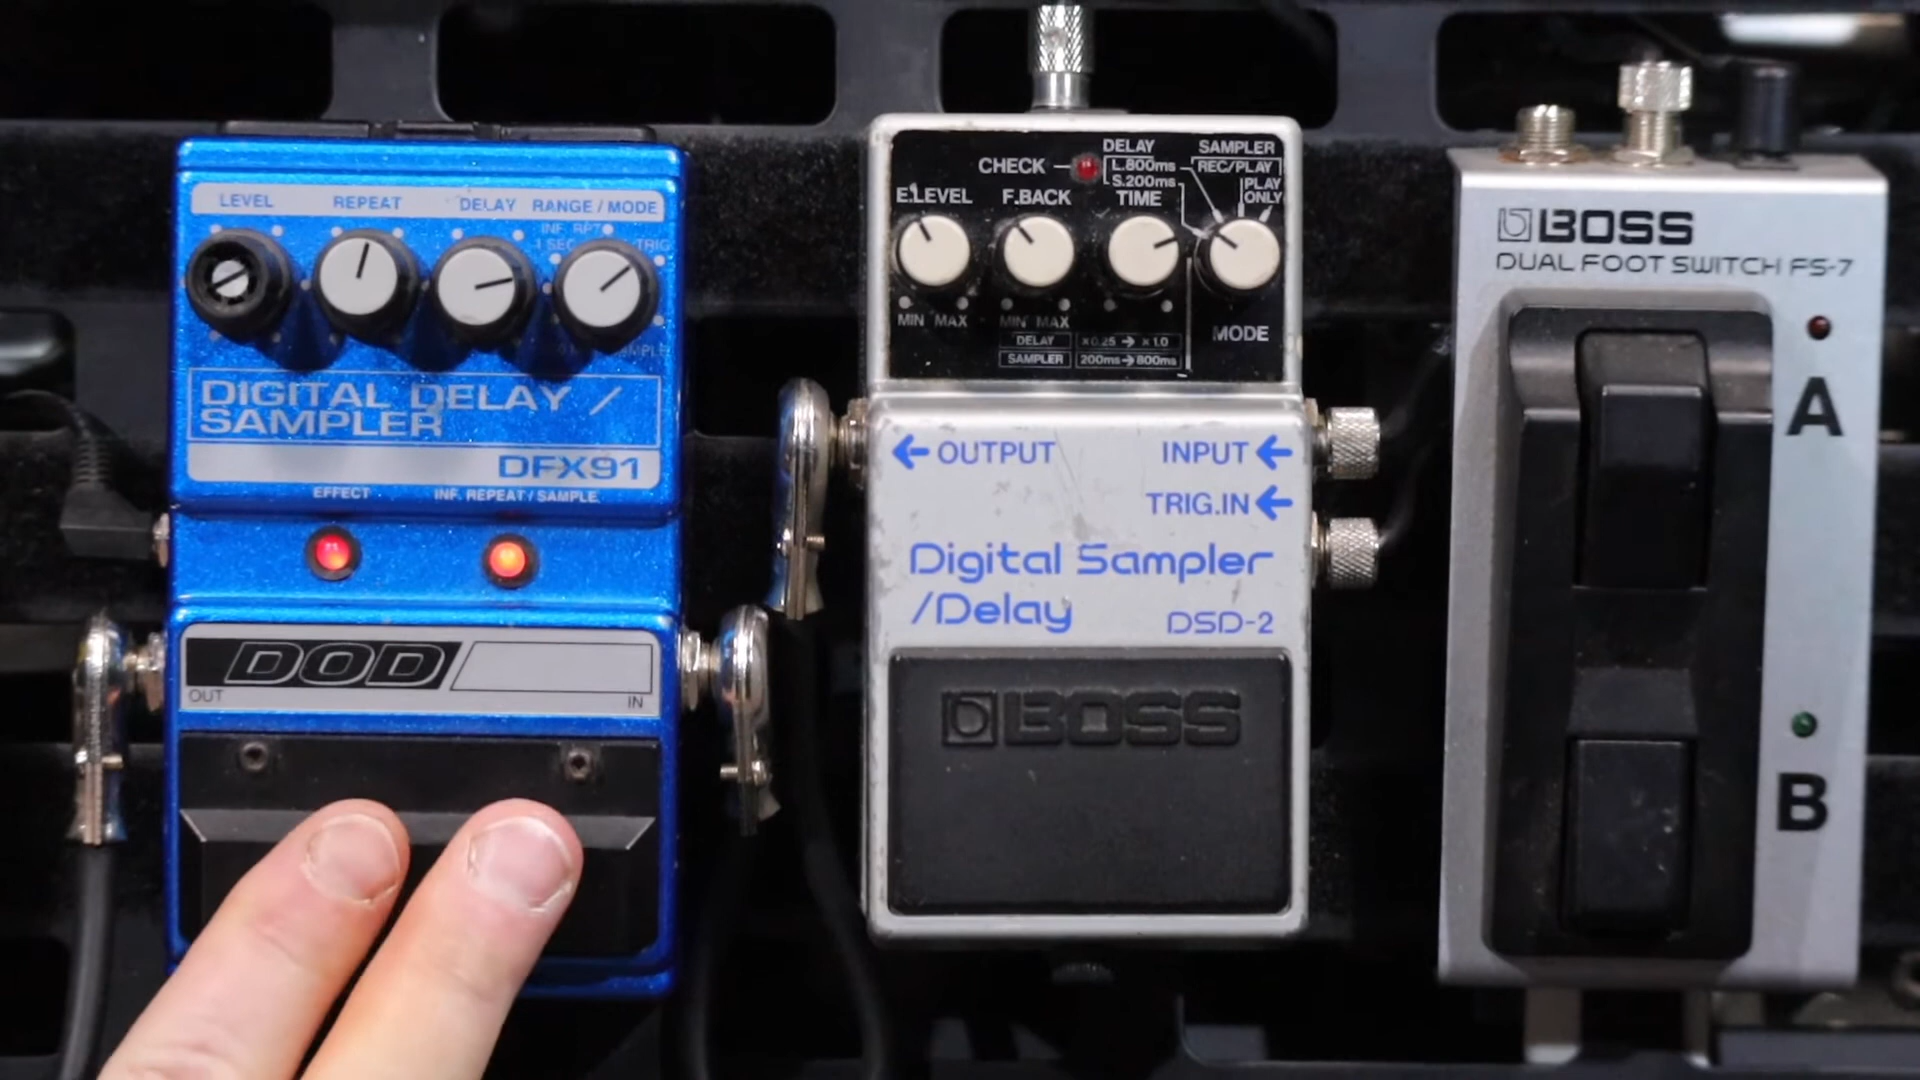 LEVEL REPEAT DELAY RANGE / MODE
INF. RPT
1 SEC
TRIG
DIGITAL DELAY /
SAMPLER
DFX91
EFFECT INF. REPEAT / SAMPLE
DOD
OUT IN
DELAY SAMPLER
CHECK L.800ms REC/PLAY
S.200ms PLAY
ONLY
E.LEVEL F.BACK TIME
MIN MAX MIN MAX
MODE
DELAY x0.25 → x1.0
SAMPLER 200ms→800ms
← OUTPUT INPUT ←
TRIG.IN ←
Digital Sampler
/Delay DSD-2
BOSS
BOSS
DUAL FOOT SWITCH FS-7
A
B